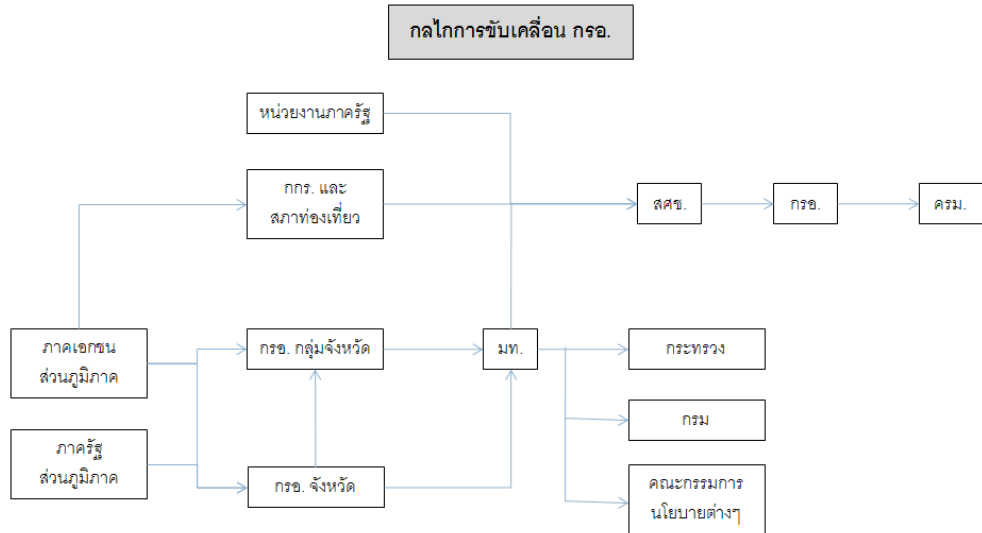 กลไกการขับเคลื่อน กรอ.
หน่วยงานภาครัฐ
กกร. และ
สภาท่องเที่ยว
สศช.
กรอ.
ครม.
ภาคเอกชน
ส่วนภูมิภาค
กรอ. กลุ่มจังหวัด
มท.
กระทรวง
กรม
ภาครัฐ
ส่วนภูมิภาค
กรอ. จังหวัด
คณะกรรมการ
นโยบายต่างๆ